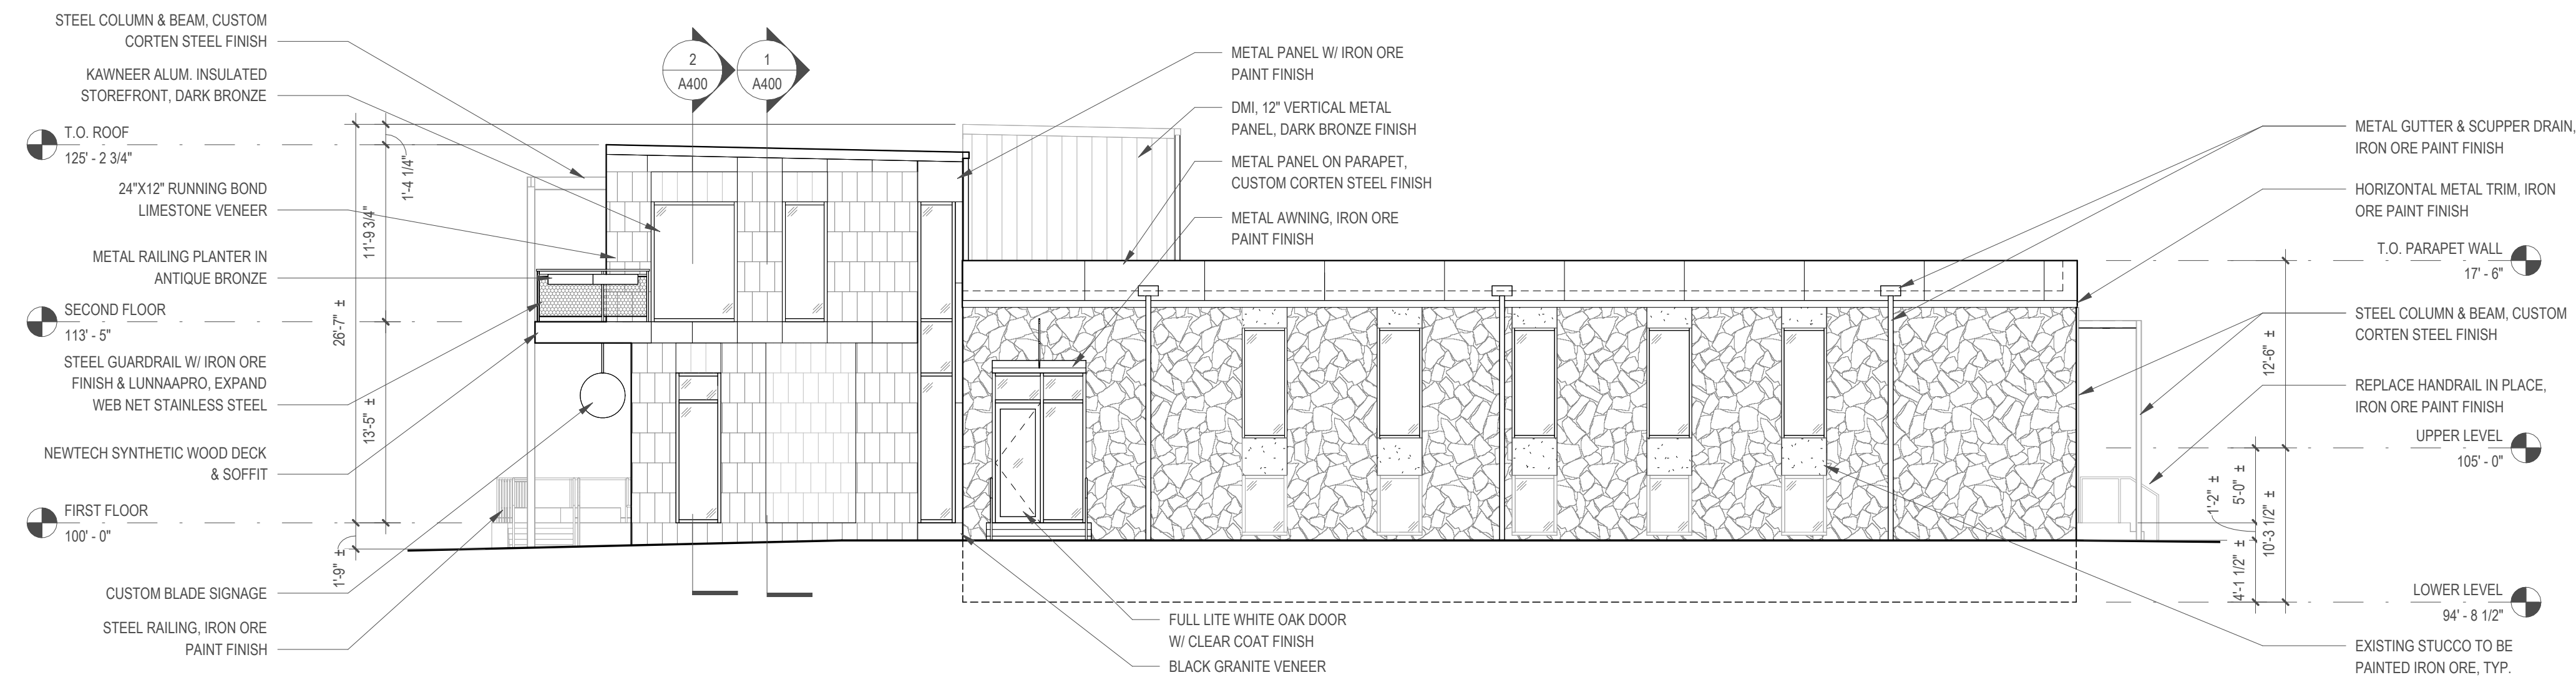 STEEL COLUMN & BEAM, CUSTOM
CORTEN STEEL FINISH
KAWNEER ALUM. INSULATED
STOREFRONT, DARK BRONZE
T.O. ROOF
125' - 2 3/4"
24"X12" RUNNING BOND
LIMESTONE VENEER
METAL RAILING PLANTER IN
ANTIQUE BRONZE
SECOND FLOOR
113' - 5"
STEEL GUARDRAIL W/ IRON ORE
FINISH & LUNNAAPRO, EXPAND
WEB NET STAINLESS STEEL
NEWTECH SYNTHETIC WOOD DECK
& SOFFIT
FIRST FLOOR
100' - 0"
CUSTOM BLADE SIGNAGE
STEEL RAILING, IRON ORE
PAINT FINISH
1'-4 1/4"
11'-9 3/4"
26'-7" ±
13'-5" ±
1'-9" ±
2
A400
1
A400
METAL PANEL W/ IRON ORE
PAINT FINISH
DMI, 12" VERTICAL METAL
PANEL, DARK BRONZE FINISH
METAL PANEL ON PARAPET,
CUSTOM CORTEN STEEL FINISH
METAL AWNING, IRON ORE
PAINT FINISH
FULL LITE WHITE OAK DOOR
W/ CLEAR COAT FINISH
BLACK GRANITE VENEER
METAL GUTTER & SCUPPER DRAIN,
IRON ORE PAINT FINISH
HORIZONTAL METAL TRIM, IRON
ORE PAINT FINISH
T.O. PARAPET WALL
17' - 6"
STEEL COLUMN & BEAM, CUSTOM
CORTEN STEEL FINISH
REPLACE HANDRAIL IN PLACE,
IRON ORE PAINT FINISH
UPPER LEVEL
105' - 0"
LOWER LEVEL
94' - 8 1/2"
EXISTING STUCCO TO BE
PAINTED IRON ORE, TYP.
12'-6" ±
1'-2" ±
5'-0" ±
10'-3 1/2" ±
4'-1 1/2" ±